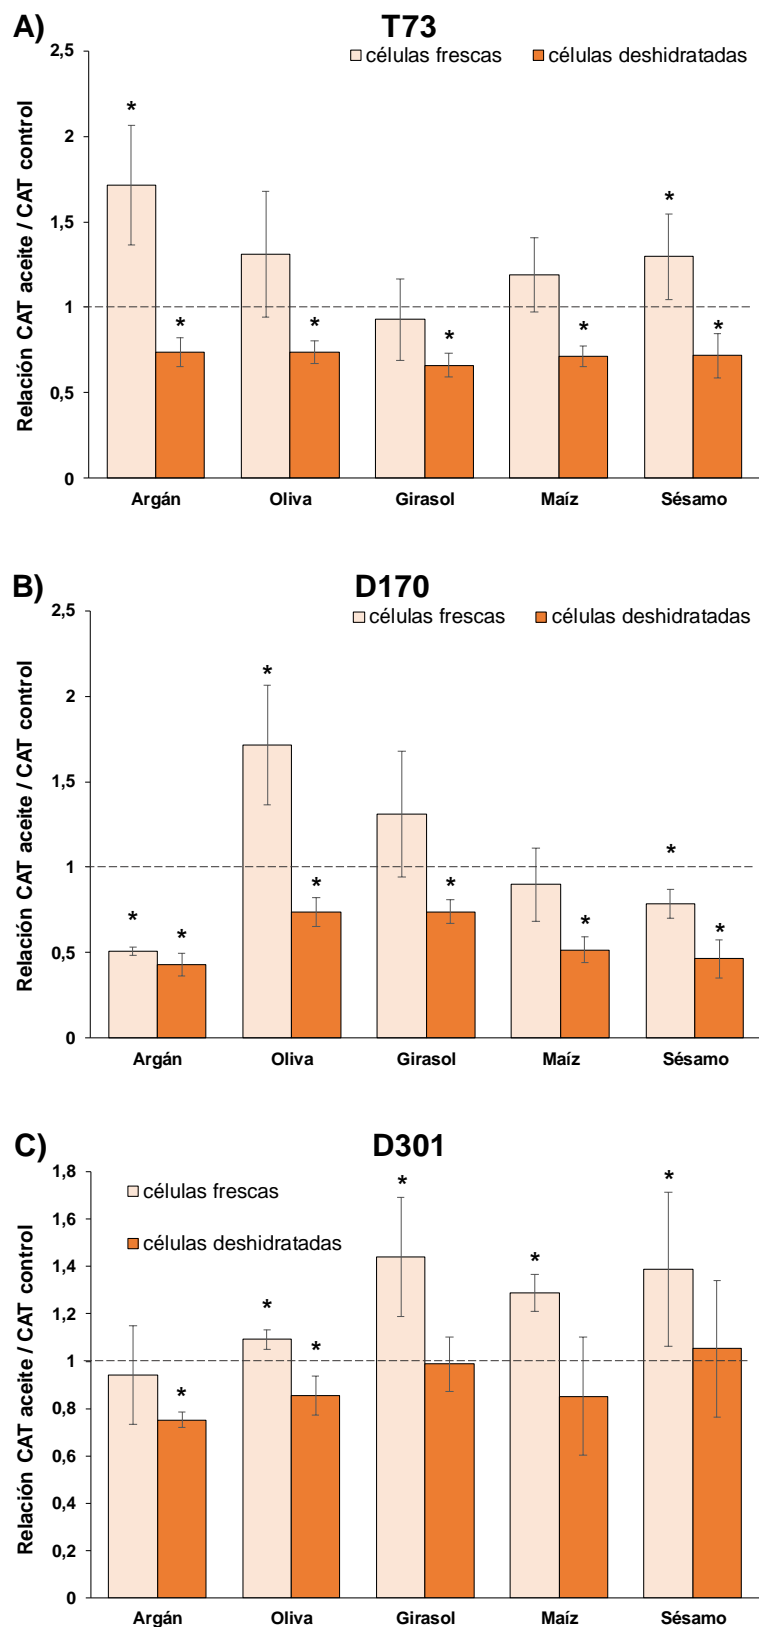 A)
T73
células frescas
células deshidratadas
Relación CAT aceite / CAT control
2,5
*
2
*
1,5
1
* * * * *
0,5
0
Argán Oliva Girasol Maíz Sésamo
B)
D170
células frescas
células deshidratadas
Relación CAT aceite / CAT control
2,5
*
2
1,5
1
*
* *
* * * *
0,5
0
Argán Oliva Girasol Maíz Sésamo
C)
D301
células frescas
células deshidratadas
Relación CAT aceite / CAT control
1,8
* *
1,6
1,4
*
1,2
*
*
1
*
0,8
0,6
0,4
0,2
0
Argán Oliva Girasol Maíz Sésamo